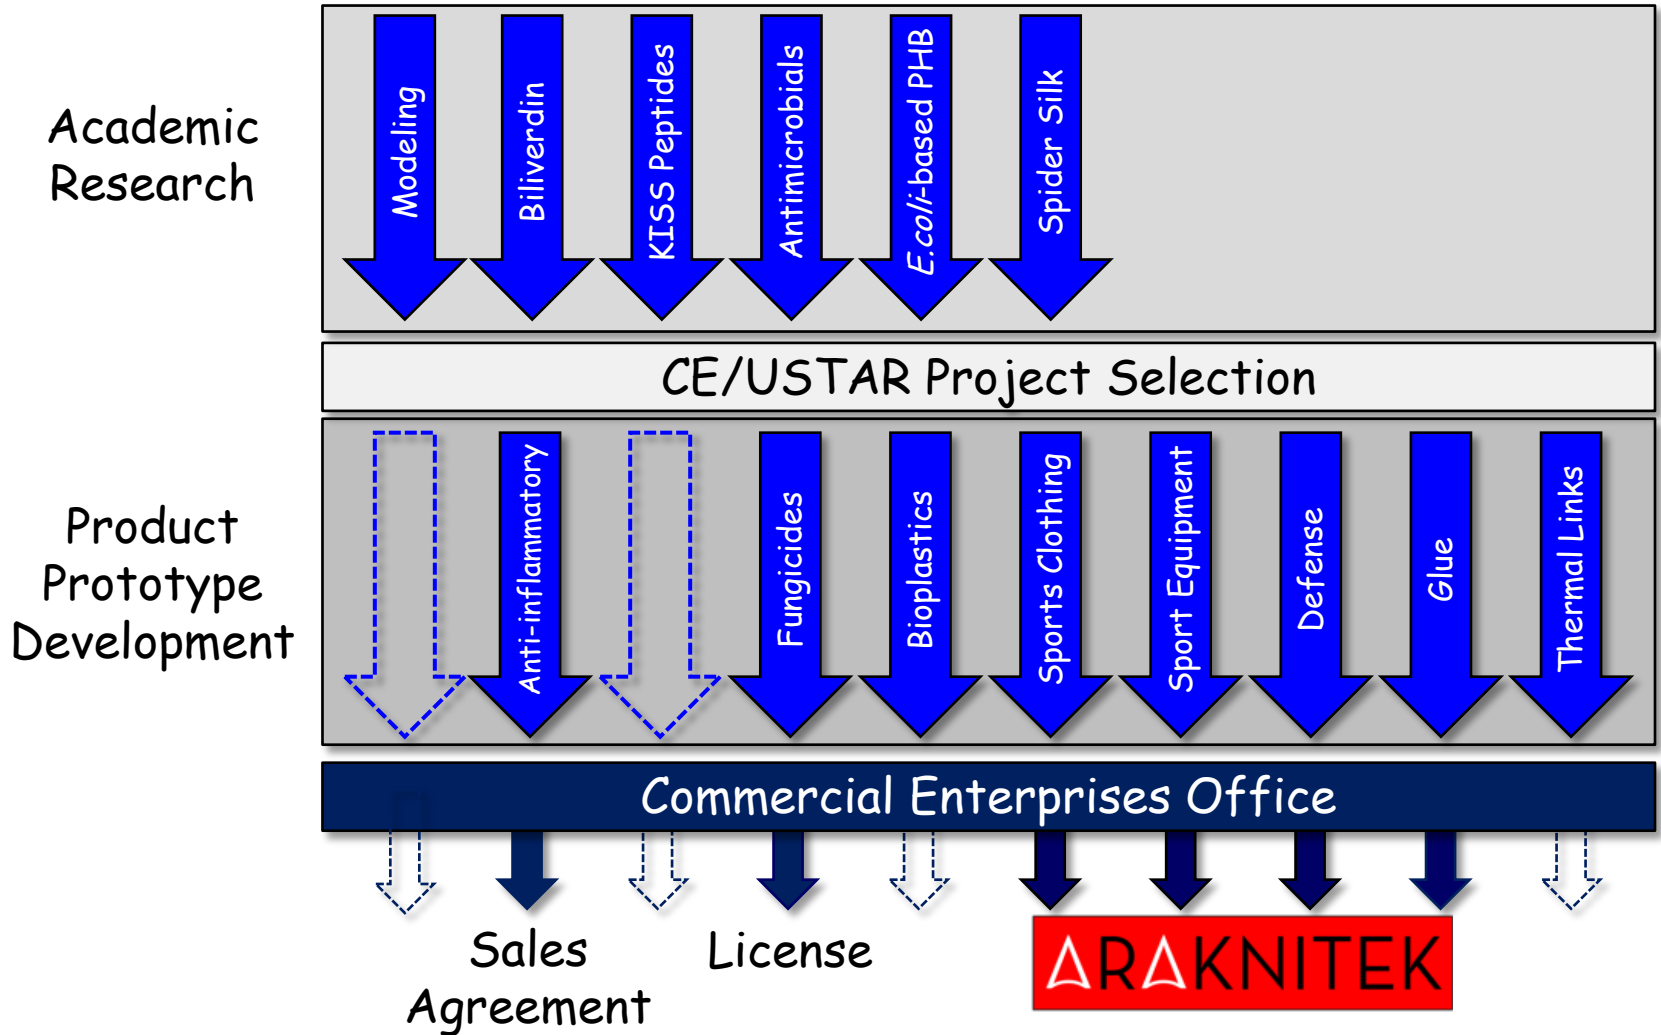 Academic
Research
Modeling
Biliverdin
KISS Peptides
Antimicrobials
E.coli-based PHB
Spider Silk
CE/USTAR Project Selection
Product
Prototype
Development
Anti-inflammatory
Fungicides
Bioplastics
Sports Clothing
Sport Equipment
Defense
Glue
Thermal Links
Commercial Enterprises Office
Sales
Agreement
License
ARAKNITEK